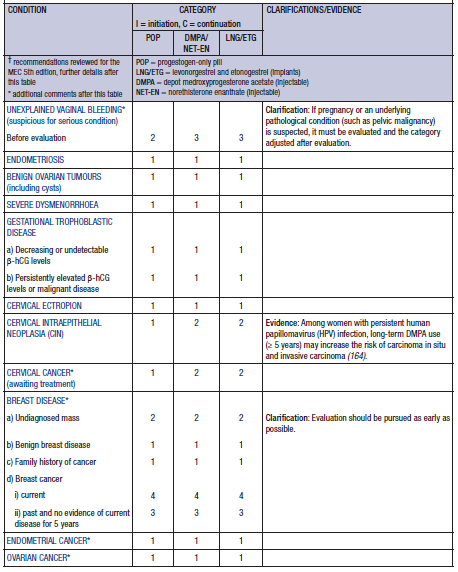 CONDITION CATEGORY CLARIFICATIONS/EVIDENCE
I = initiation, C = continuation
POP DMPA/ NET-EN LNG/ETG
† recommendations reviewed for the
MEC 5th edition, further details after
this table
* additional comments after this table
POP = progestogen-only pill
LNG/ETG = levonorgestrel and etonogestrel (implants)
DMPA = depot medroxyprogesterone acetate (injectable)
NET-EN = norethisterone enanthate (injectable)
UNEXPLAINED VAGINAL BLEEDING*
(suspicious for serious condition)
Before evaluation 2 3 3
Clarification: If pregnancy or an underlying
pathological condition (such as pelvic malignancy)
is suspected, it must be evaluated and the category
adjusted after evaluation.
ENDOMETRIOSIS 1 1 1
BENIGN OVARIAN TUMOURS 1 1 1
(including cysts)
SEVERE DYSMENORRHOEA 1 1 1
GESTATIONAL TROPHOBLASTIC
DISEASE
a) Decreasing or undetectable 1 1 1
β-hCG levels
b) Persistently elevated β-hCG 1 1 1
levels or malignant disease
CERVICAL ECTROPION 1 1 1
CERVICAL INTRAEPITHELIAL 1 2 2
NEOPLASIA (CIN)
Evidence: Among women with persistent human
papillomavirus (HPV) infection, long-term DMPA use
(≥ 5 years) may increase the risk of carcinoma in situ
and invasive carcinoma (164).
CERVICAL CANCER* 1 2 2
(awaiting treatment)
BREAST DISEASE*
a) Undiagnosed mass 2 2 2
Clarification: Evaluation should be pursued as early as
possible.
b) Benign breast disease 1 1 1
c) Family history of cancer 1 1 1
d) Breast cancer
i) current 4 4 4
ii) past and no evidence of current 3 3 3
disease for 5 years
ENDOMETRIAL CANCER* 1 1 1
OVARIAN CANCER* 1 1 1